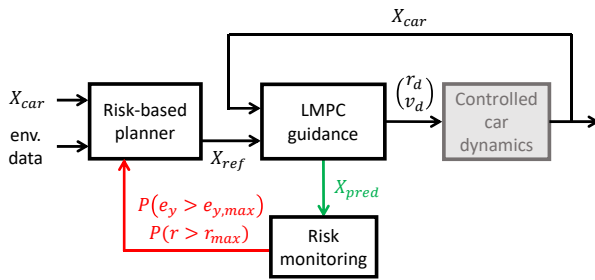 X_car
X_car
env.
data
Risk-based
planner
X_ref
LMPC
guidance
(r_d
v_d)
Controlled
car
dynamics
X_pred
P(e_y > e_{y,max})
P(r > r_max)
Risk
monitoring